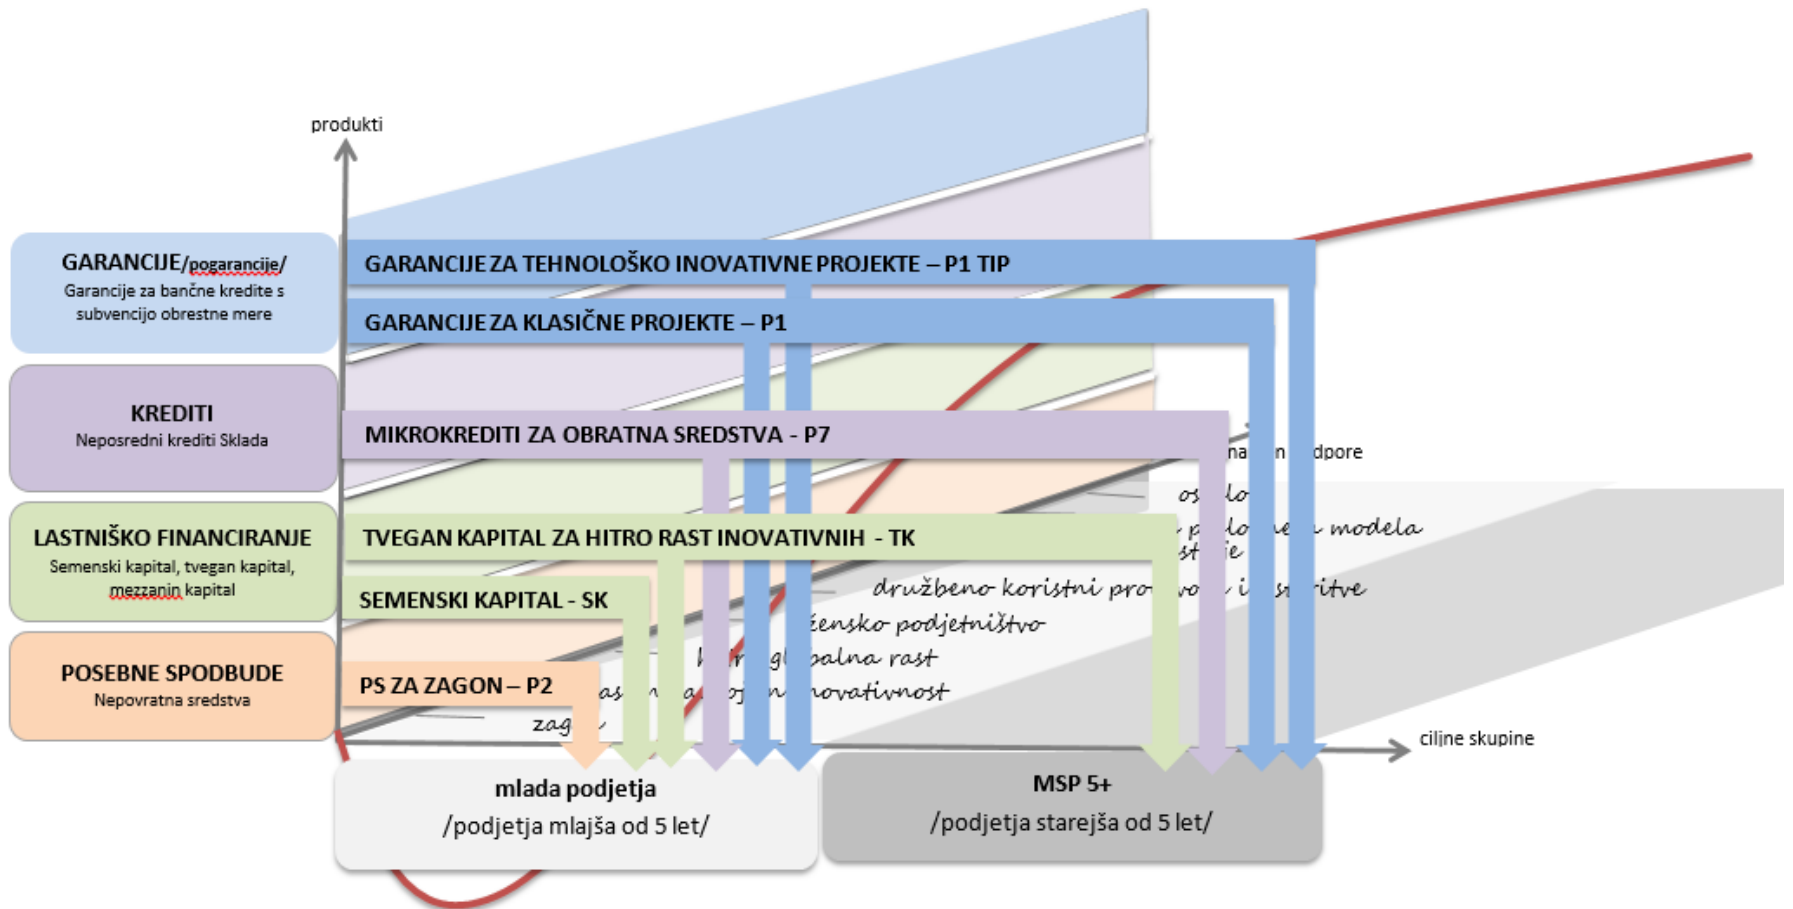 produkti
GARANCIJE/pogarancije/
Garancije za bančne kredite s
subvencijo obrestne mere
GARANCIJE ZA TEHNOLOŠKO INOVATIVNE PROJEKTE – P1 TIP
GARANCIJE ZA KLASIČNE PROJEKTE – P1
KREDITI
Neposredni krediti Sklada
MIKROKREDITI ZA OBRATNA SREDSTVA - P7
LASTNIŠKO FINANCIRANJE
Semenski kapital, tvegan kapital,
mezzanin kapital
TVEGAN KAPITAL ZA HITRO RAST INOVATIVNIH - TK
SEMENSKI KAPITAL - SK
POSEBNE SPODBUDE
Nepovratna sredstva
PS ZA ZAGON – P2
modela
družbeno koristni
žensko podjetništvo
rast
ciljne skupine
mlada podjetja
/podjetja mlajša od 5 let/
MSP 5+
/podjetja starejša od 5 let/